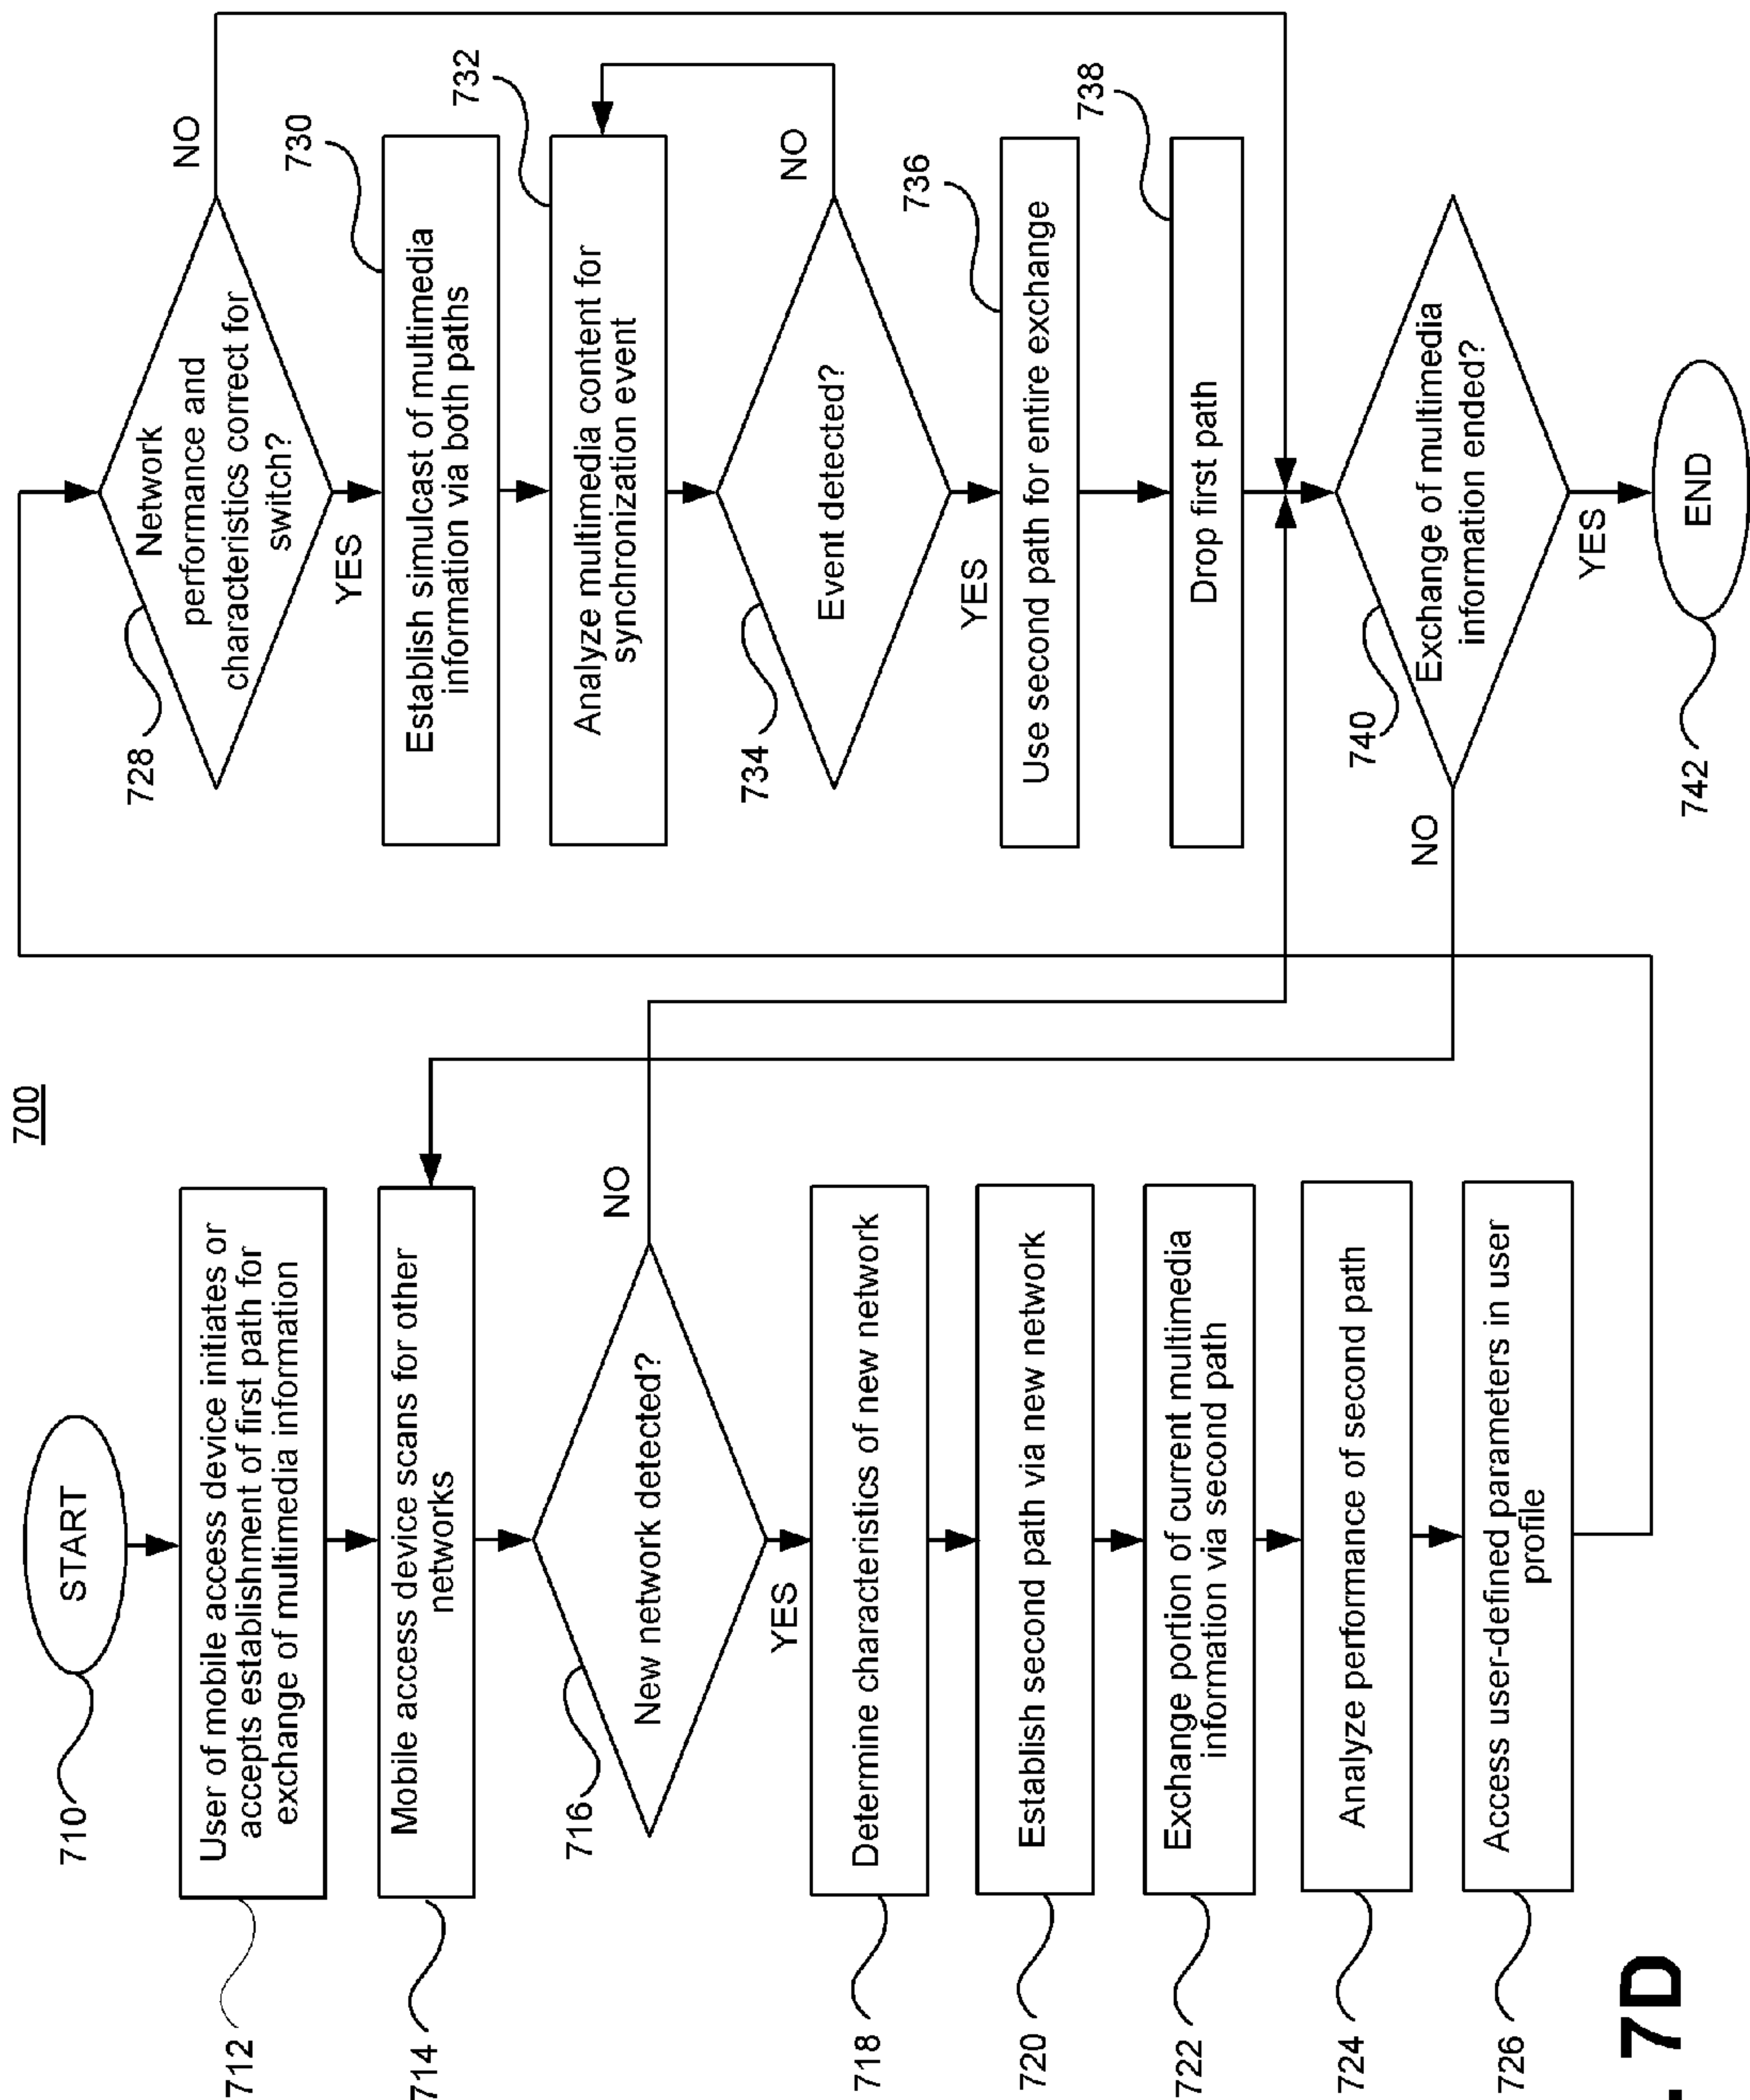 700
START
710
User of mobile access device initiates or
accepts establishment of first path for
exchange of multimedia information
712
Mobile access device scans for other
networks
714
New network detected?
716
NO
YES
Determine characteristics of new network
718
Establish second path via new network
720
Exchange portion of current multimedia
information via second path
722
Analyze performance of second path
724
Access user-defined parameters in user
profile
726
Network
performance and
characteristics correct for
switch?
728
NO
YES
Establish simulcast of multimedia
information via both paths
730
Analyze multimedia content for
synchronization event
732
Event detected?
734
NO
YES
Use second path for entire exchange
736
Drop first path
738
Exchange of multimedia
information ended?
740
NO
YES
END
742
. 7D